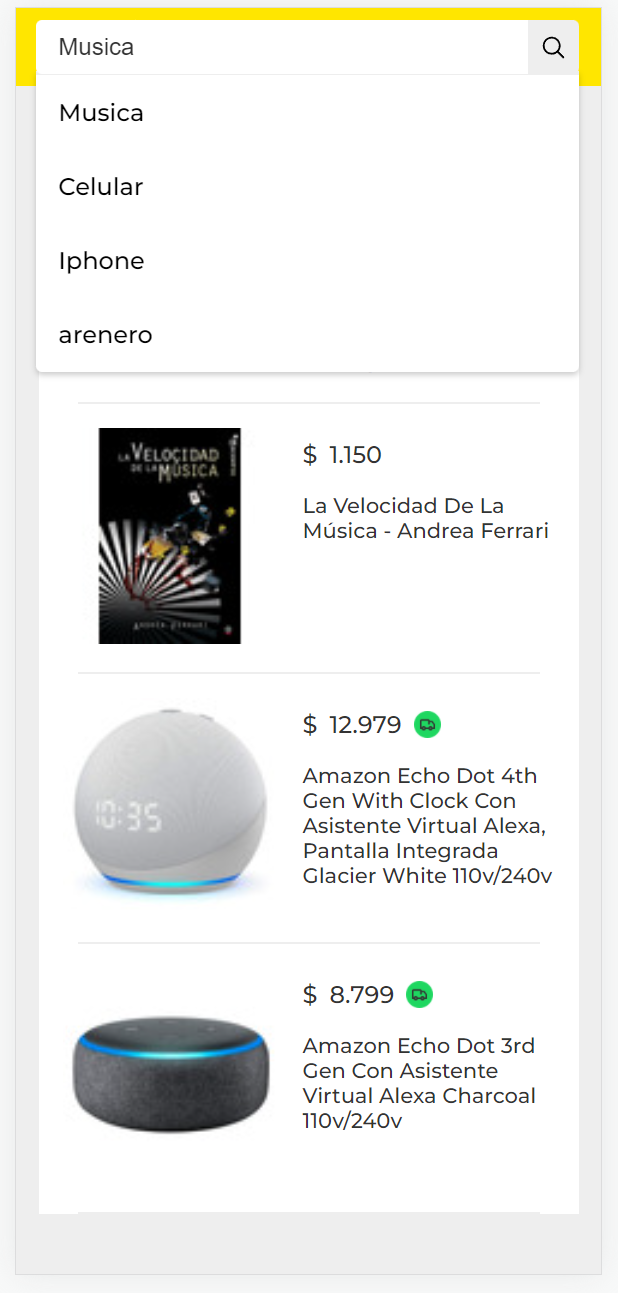 Musica
Musica
Celular
Iphone
arenero
LA VELOCIDAD
DE LA MÚSICA
ANDREA FERRARI
$ 1.150
La Velocidad De La
Música - Andrea Ferrari
10:35
$ 12.979
Amazon Echo Dot 4th
Gen With Clock Con
Asistente Virtual Alexa,
Pantalla Integrada
Glacier White 110v/240v
$ 8.799
Amazon Echo Dot 3rd
Gen Con Asistente
Virtual Alexa Charcoal
110v/240v